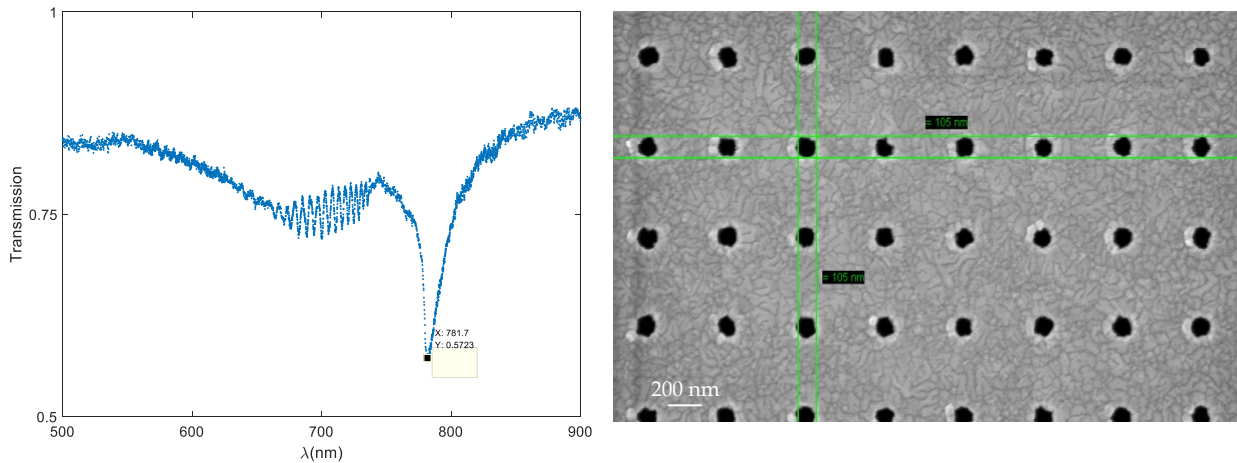 1
0.75
0.5
Transmission
500
600
700
800
900
λ(nm)
X: 781.7
Y: 0.5723
= 105 nm
= 105 nm
200 nm